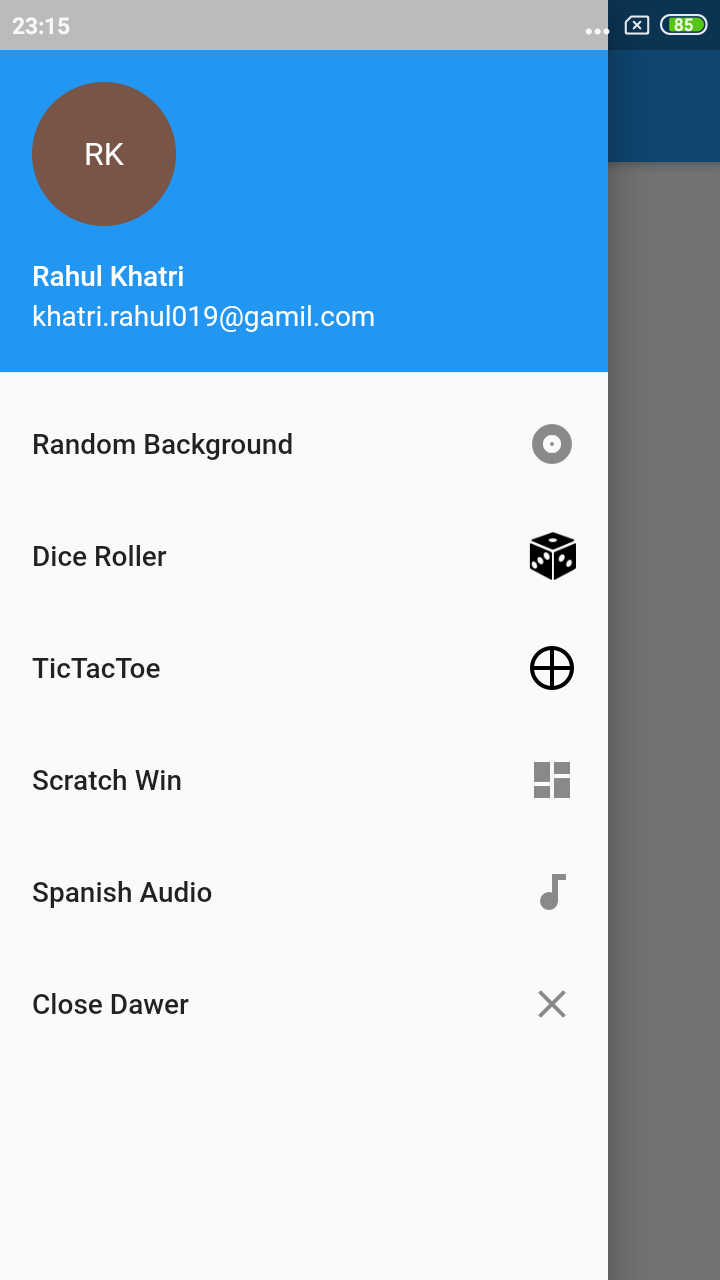 23:15
85
RK
Rahul Khatri
khatri.rahul019@gamil.com
Random Background
Dice Roller
TicTacToe
Scratch Win
Spanish Audio
Close Dawer